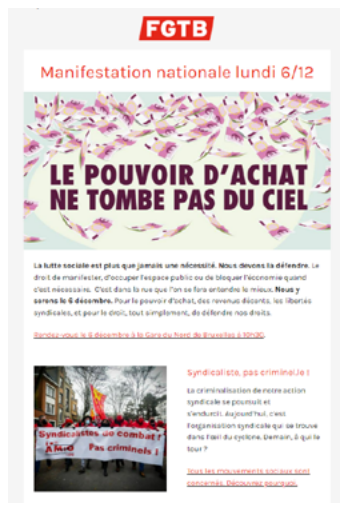 FGTB
Manifestation nationale lundi 6/12
LE POUVOIR D'ACHAT
NE TOMBE PAS DU CIEL
La lutte sociale est plus que jamais une nécessité. Nous devons la défendre. Le
droit de manifester, d'occuper l'espace public ou de bloquer l'économie quand
c'est nécessaire. C'est dans la rue que l'on se fera entendre le mieux. Nous y
serons le 6 décembre. Pour le pouvoir d'achat, des revenus décents, les libertés
syndicales, et pour le droit, tout simplement, de défendre nos droits.
Rendez-vous le 6 décembre à la Gare du Nord de Bruxelles à 10h30.
Syndicaliste, pas criminel.le !
La criminalisation de notre action
syndicale se poursuit et
s'endurcit. Aujourd'hui, c'est
l'organisation syndicale qui se trouve
dans l'œil du cyclone. Demain, à qui le
tour ?
Tous les mouvements sociaux sont
concernés. Découvrez pourquoi.
Syndicalistes de combat !
Pas criminels !